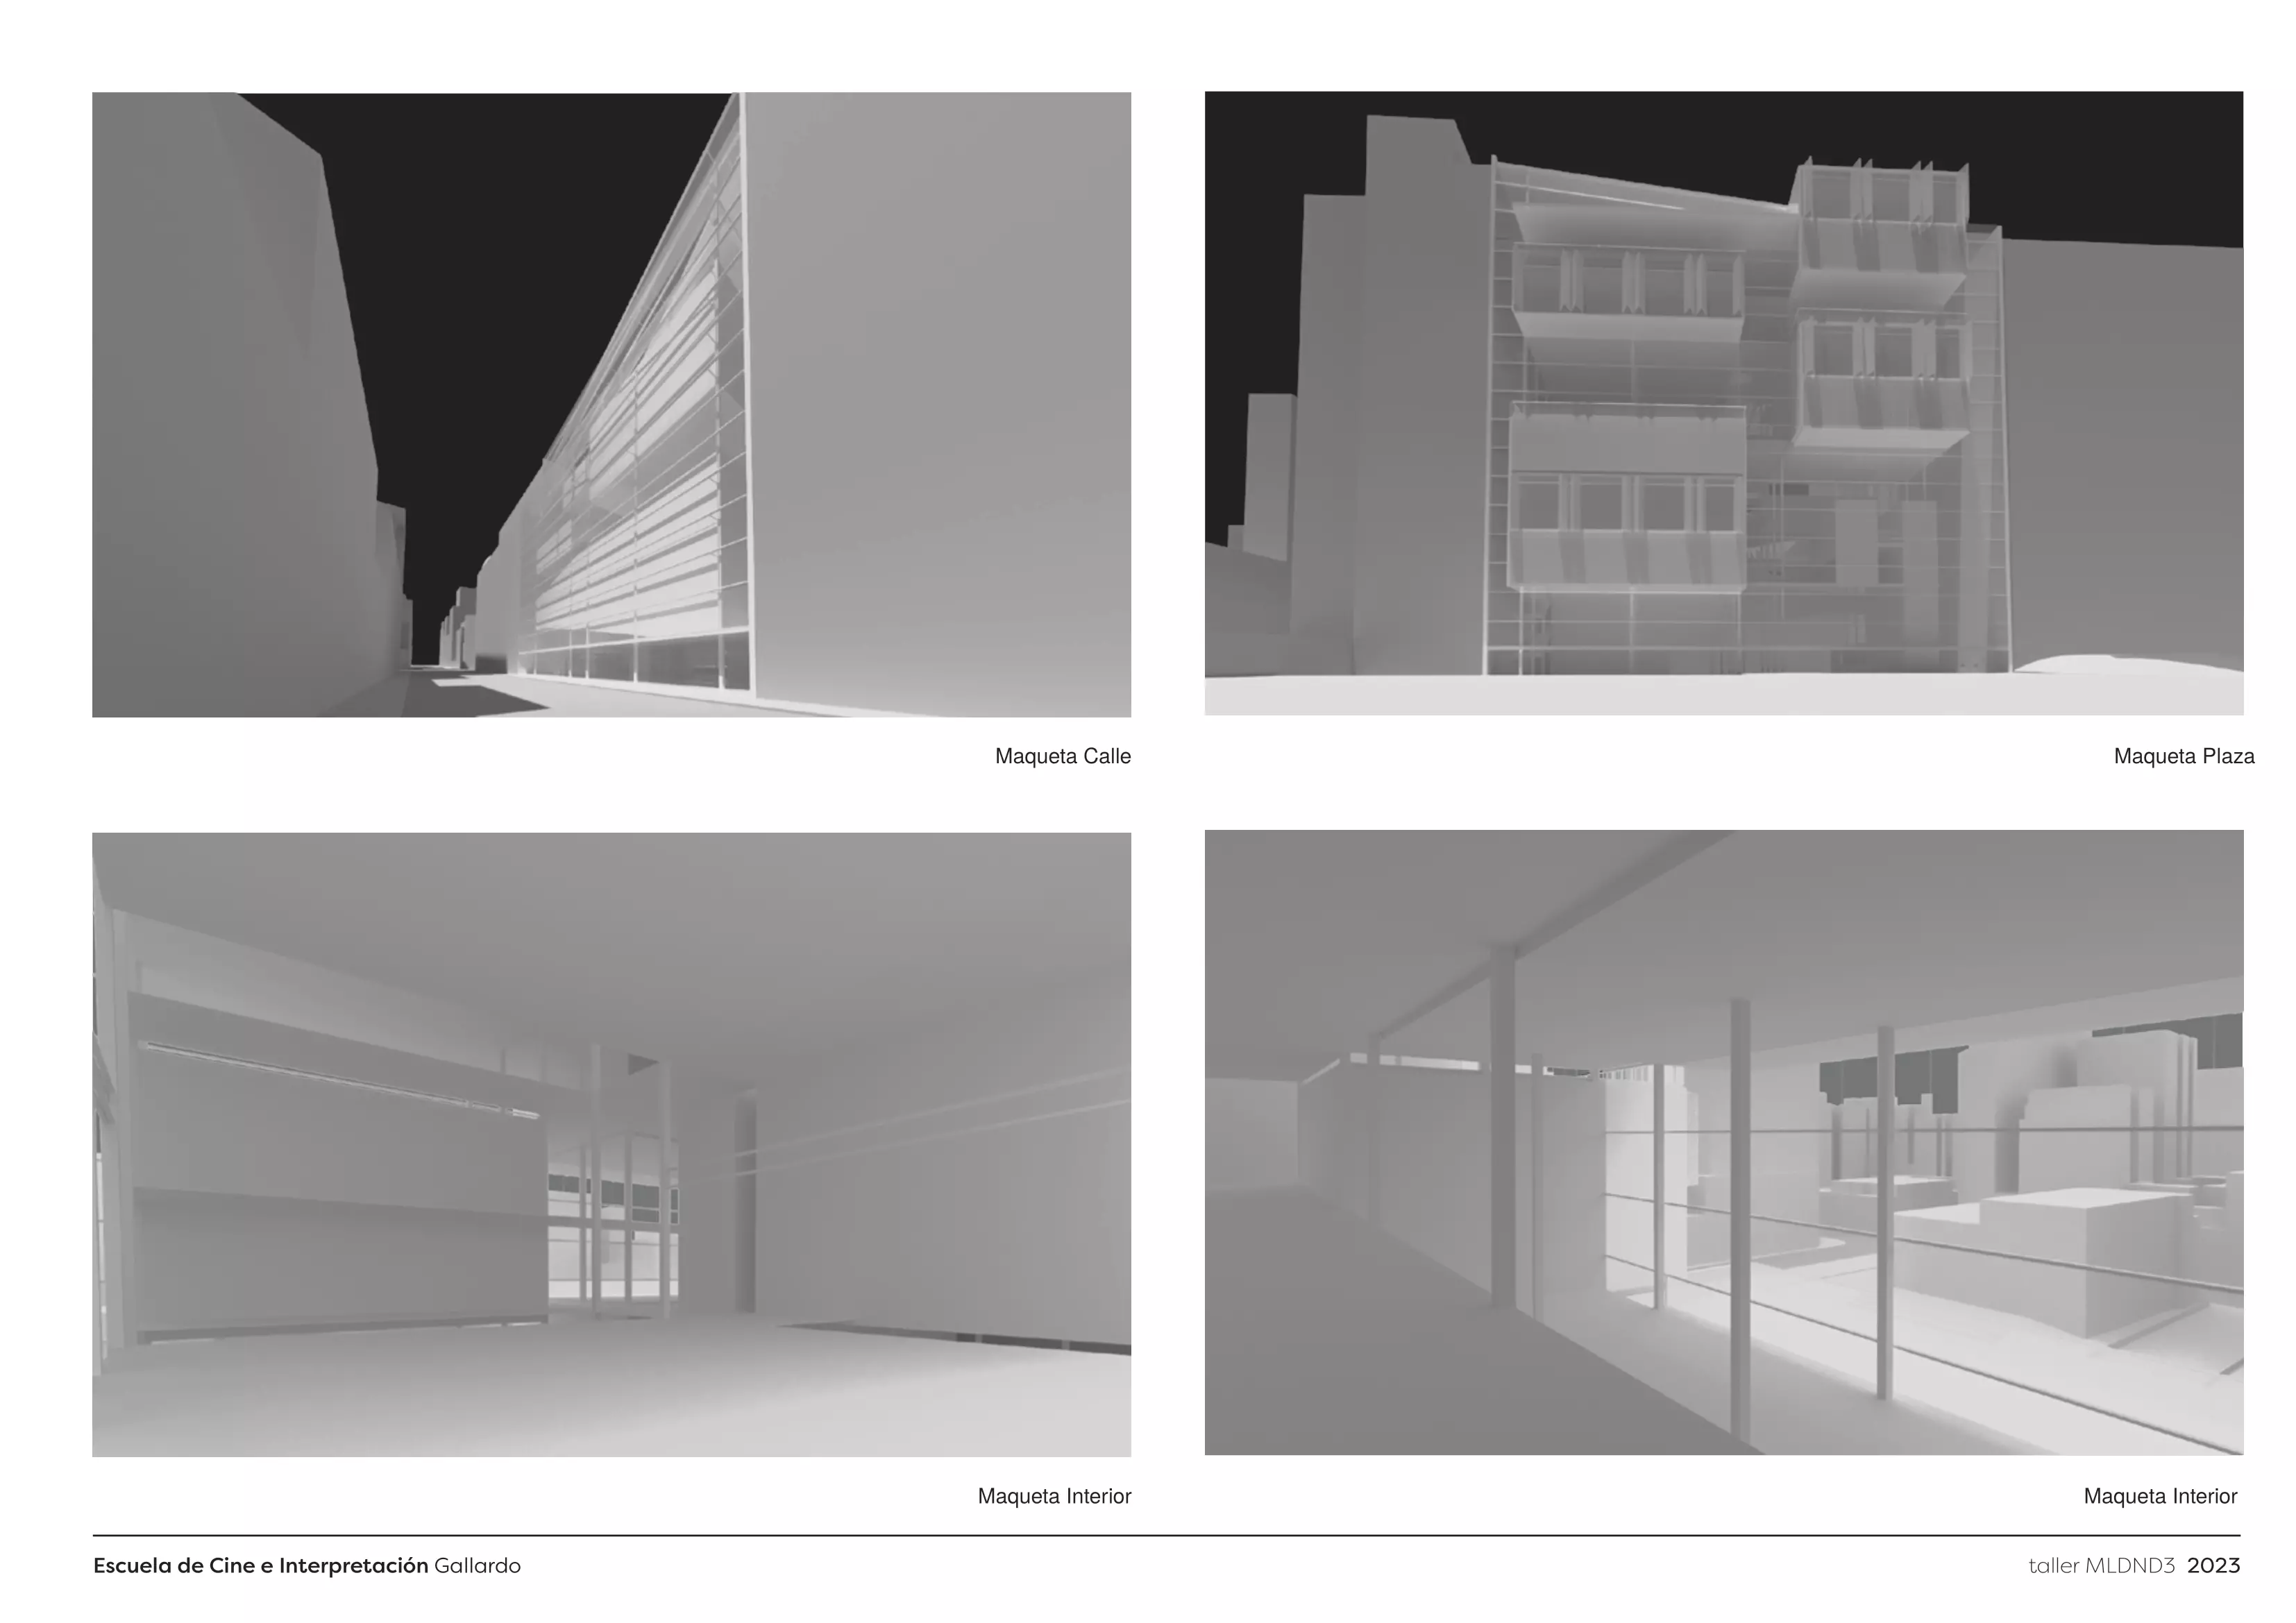 Maqueta Calle
Maqueta Plaza
Maqueta Interior
Maqueta Interior
Escuela de Cine e Interpretación Gallardo
taller MLDND3 2023